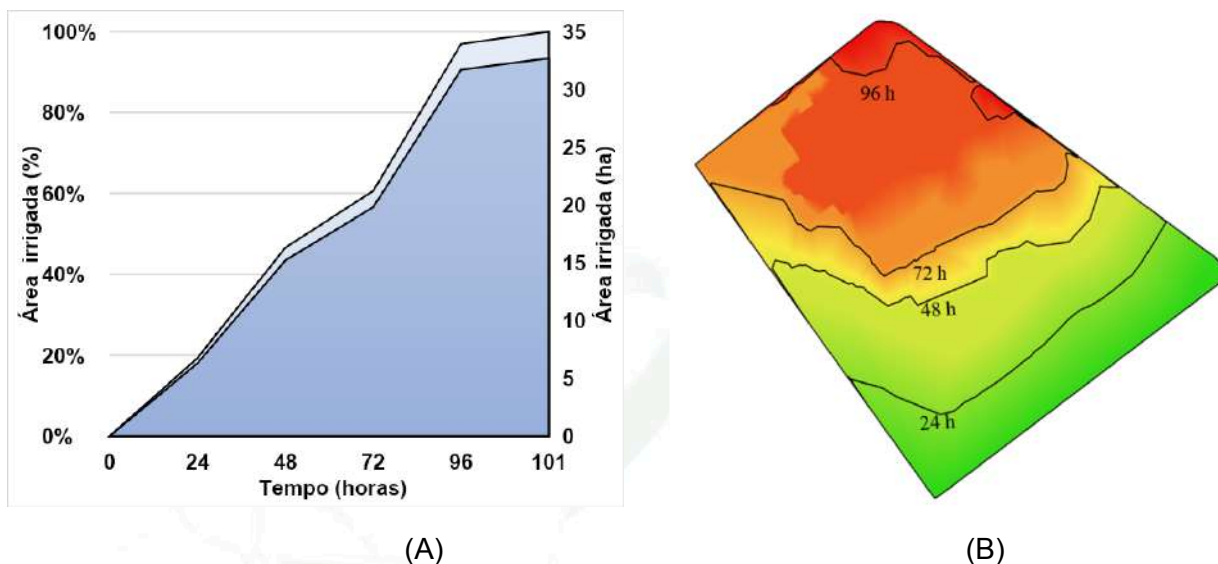 100%
80%
60%
40%
20%
0%
Área irrigada (%)
35
30
25
20
15
10
5
0
Área irrigada (ha)
0 24 48 72 96 101
Tempo (horas)
96 h
72 h
48 h
24 h
(A) (B)